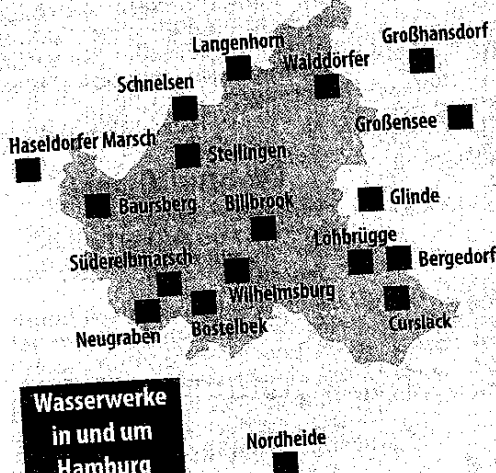 Großhansdorf
Langenhorn
Walddörfer
Schnelsen
Großensee
Haseldorfer Marsch
Stellingen
Glinde
Baursberg
Billbrook
Lohbrügge
Bergedorf
Süderelbmarsch
Wilhelmsburg
Curslack
Bostelbek
Neugraben
Wasserwerke
in und um
Hamburg
Nordheide